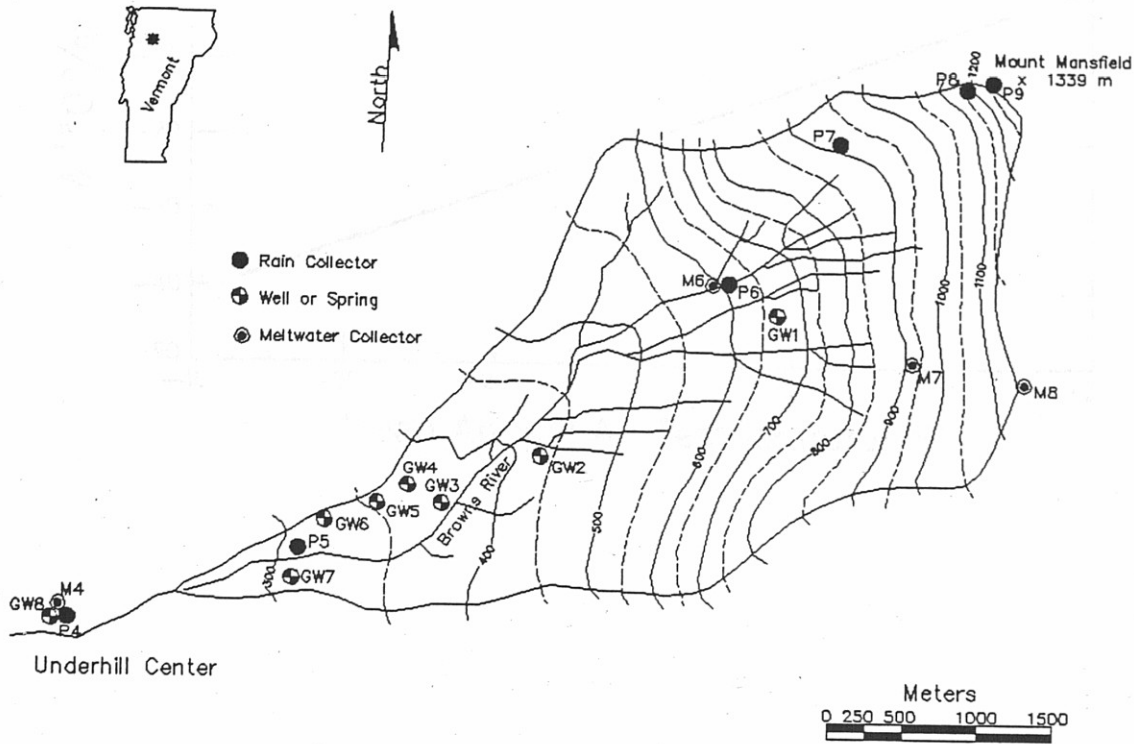 Vermont
North
Mount Mansfield
x 1339 m
P8
1200
P9
P7
Rain Collector
Well or Spring
Meltwater Collector
M6
P6
GW1
1000
1100
M7
M8
900
800
700
600
500
400
300
GW2
GW4
GW3
GW5
GW6
Browns River
P5
GW7
M4
GW8
P4
Underhill Center
Meters
0 250 500 1000 1500